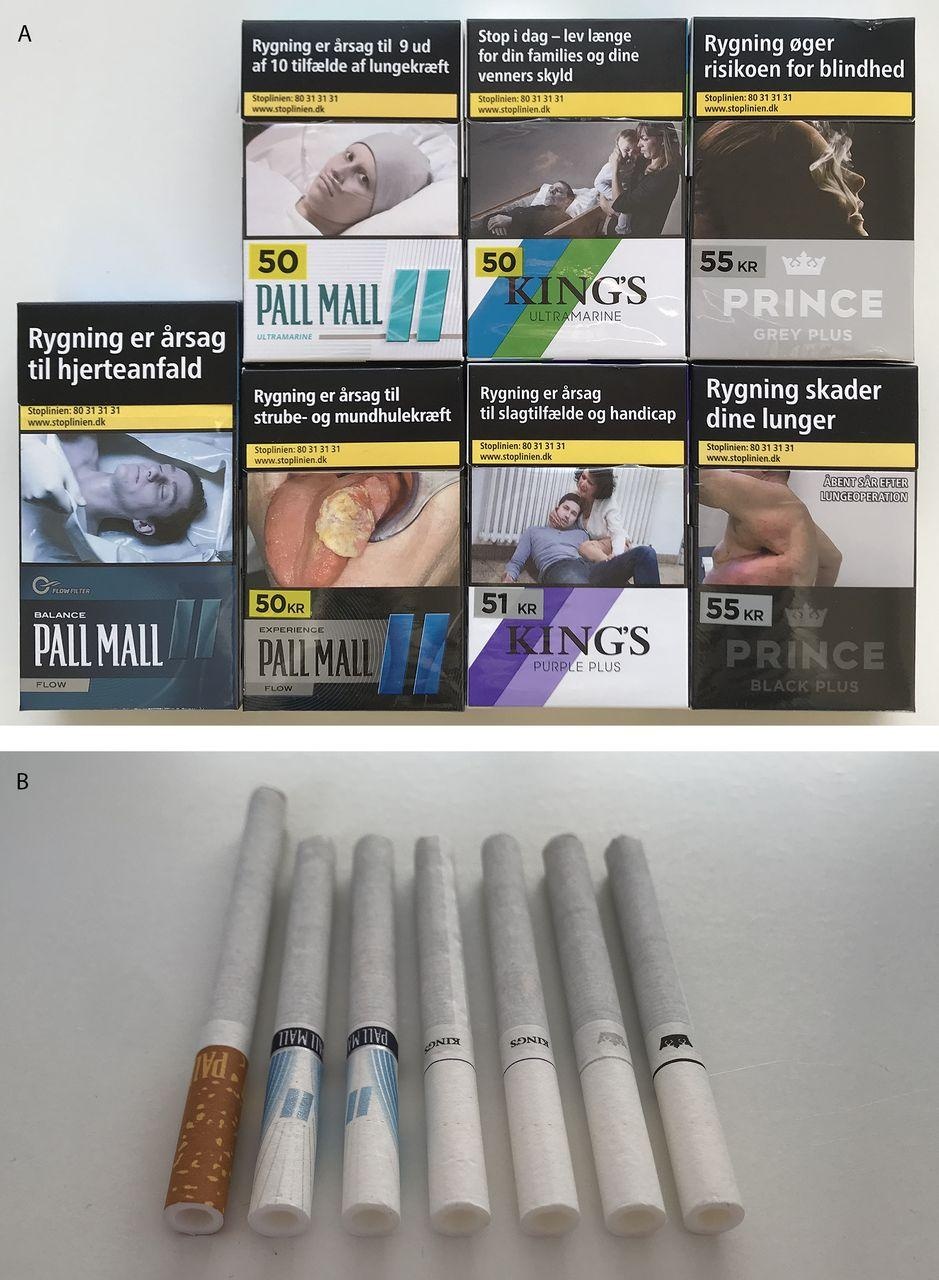 A
Rygning er årsag til 9 ud
af 10 tilfælde af lungekræft
Stoplinien: 80 31 31 31
www.stoplinien.dk
50
PALL MALL
ULTRAMARINE
Stop i dag – lev længe
for din families og dine
venners skyld
Stoplinien: 80 31 31 31
www.stoplinien.dk
50
KING'S
ULTRAMARINE
Rygning øger
risikoen for blindhed
Stoplinien: 80 31 31 31
www.stoplinien.dk
55 KR
PRINCE
GREY PLUS
Rygning er årsag
til hjerteanfald
Stoplinien: 80 31 31 31
www.stoplinien.dk
FLOW FILTER
BALANCE
PALL MALL
FLOW
Rygning er årsag til
strube- og mundhulekræft
Stoplinien: 80 31 31 31
www.stoplinien.dk
50 KR
EXPERIENCE
PALL MALL
FLOW
Rygning er årsag
til slagtilfælde og handicap
Stoplinien: 80 31 31 31
www.stoplinien.dk
51 KR
KING'S
PURPLE PLUS
Rygning skader
dine lunger
Stoplinien: 80 31 31 31
www.stoplinien.dk
ÅBENT SÅR EFTER
LUNGEOPERATION
55 KR
PRINCE
BLACK PLUS
B
PAL
PALL MALL
PALL MA
KING'S
KING'S